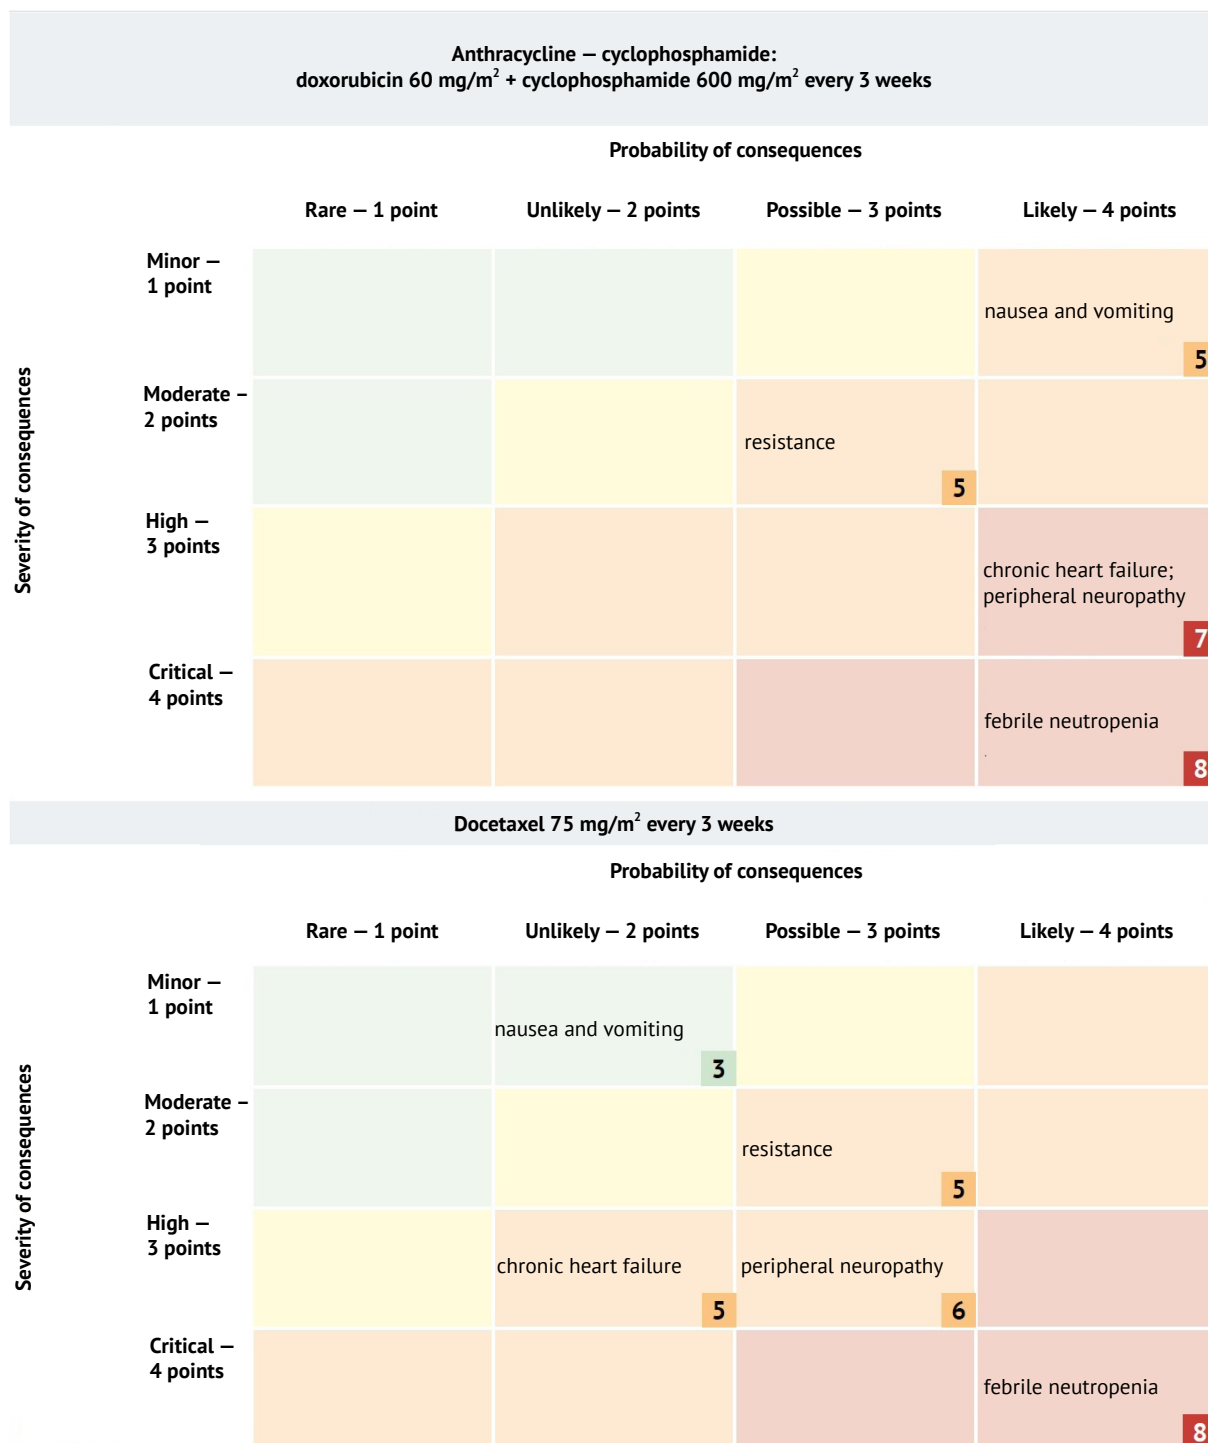 Anthracycline — cyclophosphamide:
doxorubicin 60 mg/m² + cyclophosphamide 600 mg/m² every 3 weeks
Probability of consequences
Rare — 1 point
Unlikely — 2 points
Possible — 3 points
Likely — 4 points
Severity of consequences
Minor —
1 point
nausea and vomiting
5
Moderate –
2 points
resistance
5
High —
3 points
chronic heart failure;
peripheral neuropathy
7
Critical —
4 points
febrile neutropenia
8
Docetaxel 75 mg/m² every 3 weeks
Probability of consequences
Rare — 1 point
Unlikely — 2 points
Possible — 3 points
Likely — 4 points
Severity of consequences
Minor —
1 point
nausea and vomiting
3
Moderate –
2 points
resistance
5
High —
3 points
chronic heart failure
5
peripheral neuropathy
6
Critical —
4 points
febrile neutropenia
8